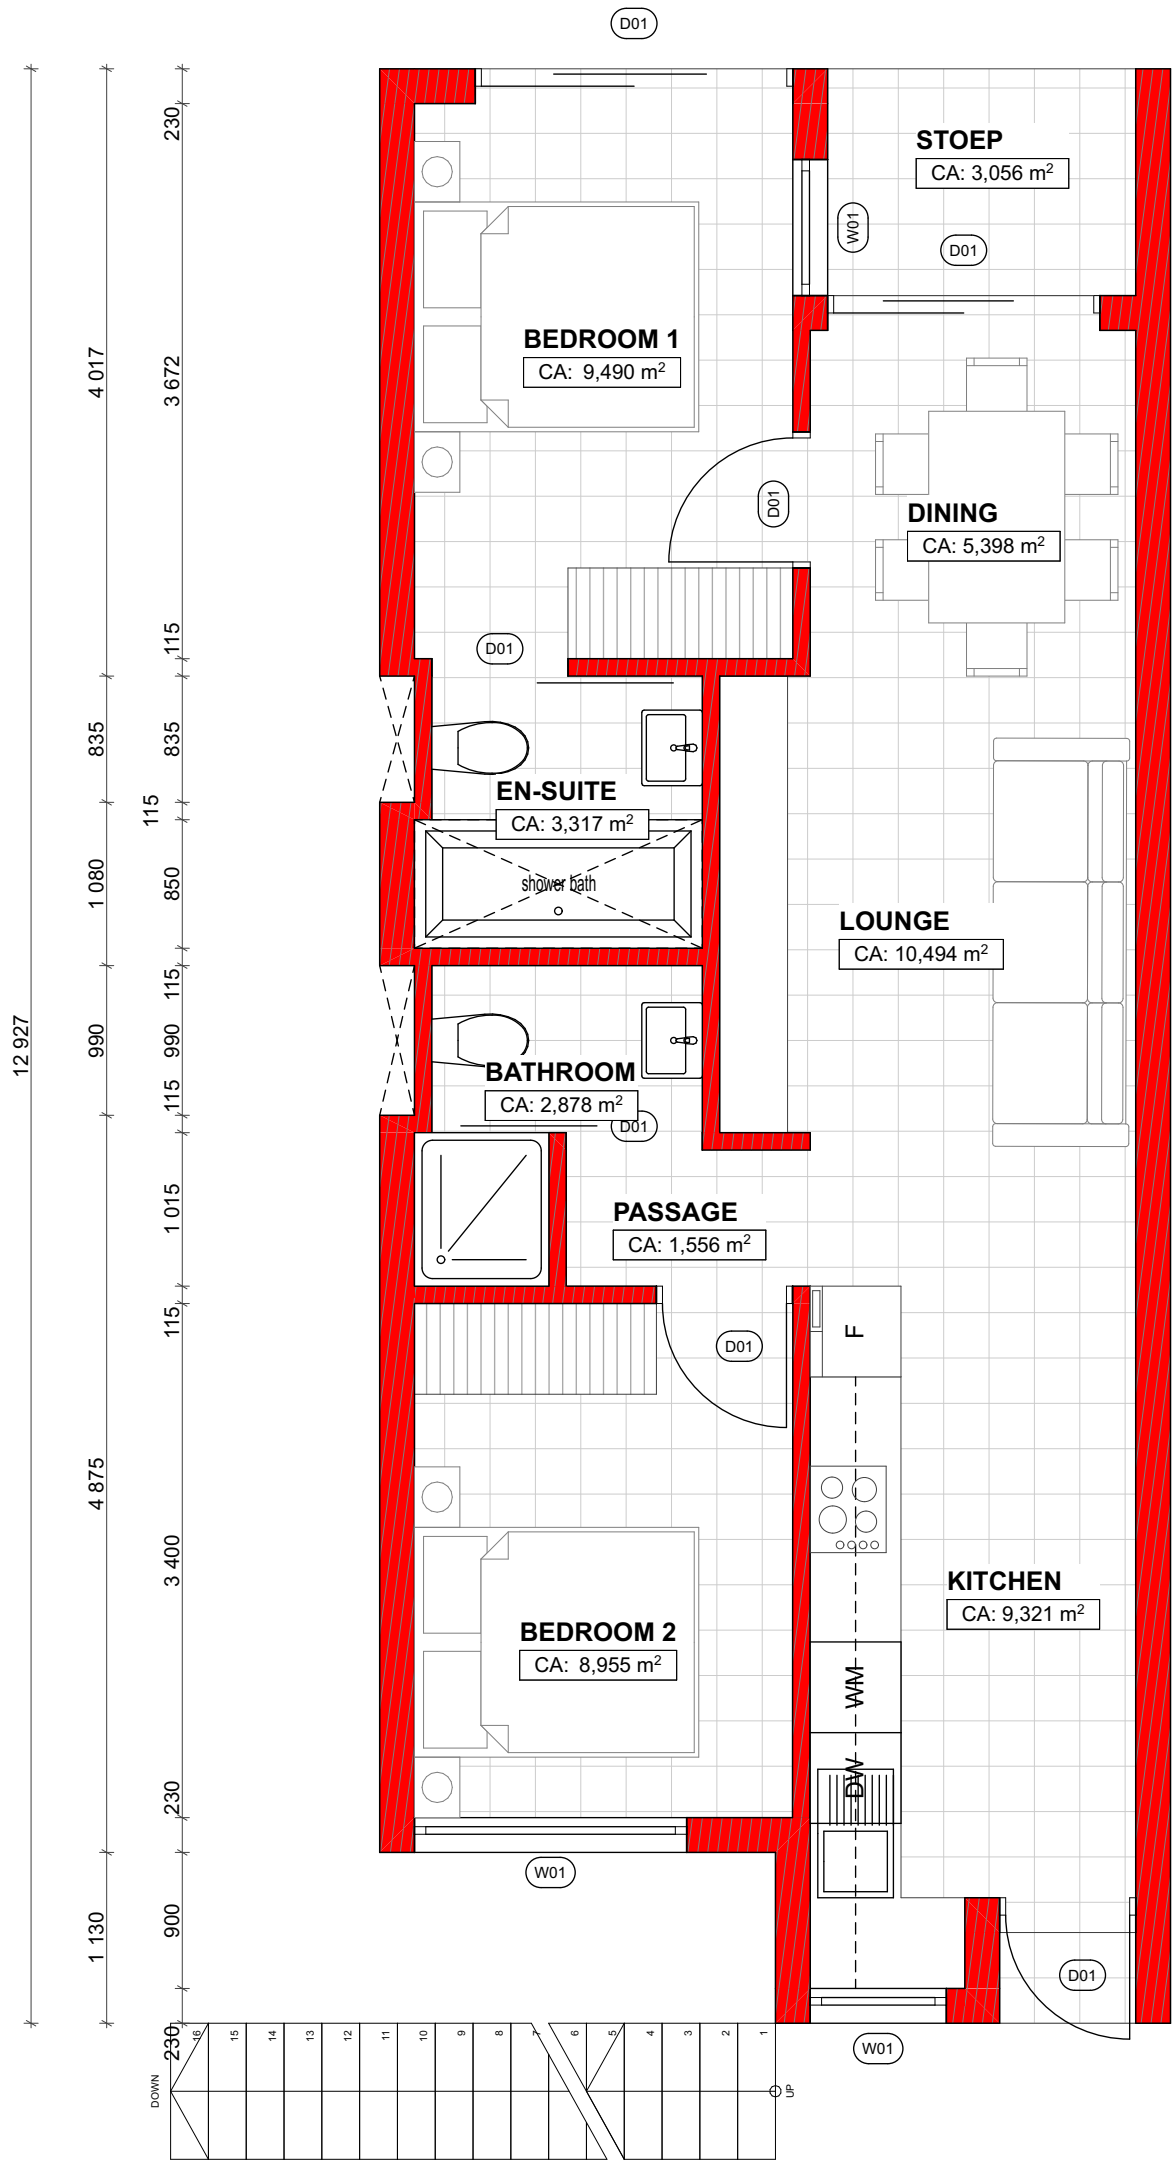 D01
STOEP
CA: 3,056 m²
W01
D01
BEDROOM 1
CA: 9,490 m²
D01
DINING
CA: 5,398 m²
D01
EN-SUITE
CA: 3,317 m²
shower bath
LOUNGE
CA: 10,494 m²
BATHROOM
CA: 2,878 m²
D01
PASSAGE
CA: 1,556 m²
D01
F
KITCHEN
CA: 9,321 m²
BEDROOM 2
CA: 8,955 m²
WM
DW
W01
D01
W01
12 927
4 017
835
1 080
990
4 875
1 130
230
3 672
115
835
115
850
115
990
115
1 015
115
3 400
230
900
230
DOWN
16
15
14
13
12
11
10
9
8
7
6
5
4
3
2
1
UP